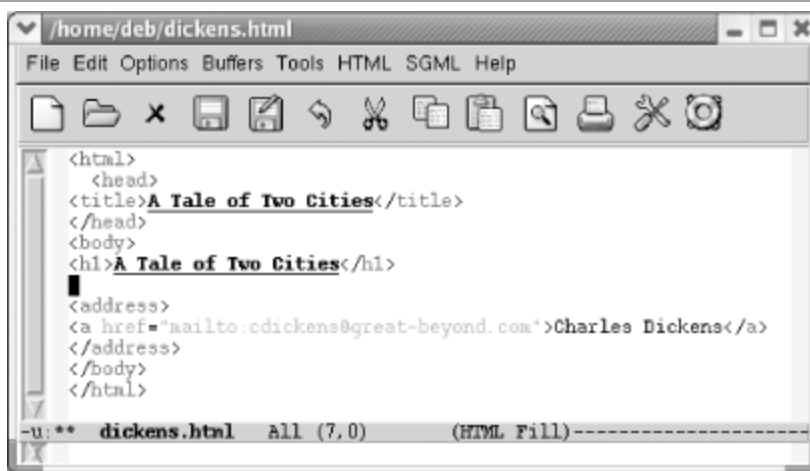 /home/deb/dickens.html
File Edit Options Buffers Tools HTML SGML Help
<html>
<head>
<title>A Tale of Two Cities</title>
</head>
<body>
<h1>A Tale of Two Cities</h1>
<address>
<a href="mailto:cdickens@great-beyond.com">Charles Dickens</a>
</address>
</body>
</html>
-u:** dickens.html All (7,0) (HTML Fill)---------------------